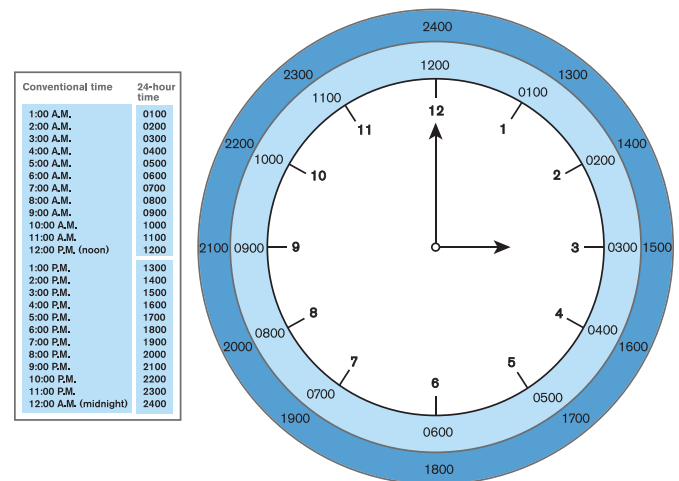 Conventional time 24-hour
time
1:00 A.M. 0100
2:00 A.M. 0200
3:00 A.M. 0300
4:00 A.M. 0400
5:00 A.M. 0500
6:00 A.M. 0600
7:00 A.M. 0700
8:00 A.M. 0800
9:00 A.M. 0900
10:00 A.M. 1000
11:00 A.M. 1100
12:00 P.M. (noon) 1200
1:00 P.M. 1300
2:00 P.M. 1400
3:00 P.M. 1500
4:00 P.M. 1600
5:00 P.M. 1700
6:00 P.M. 1800
7:00 P.M. 1900
8:00 P.M. 2000
9:00 P.M. 2100
10:00 P.M. 2200
11:00 P.M. 2300
12:00 A.M. (midnight) 2400
2400
1300
1400
1500
1600
1700
1800
1900
2000
2100
2200
2300
1200
0100
0200
0300
0400
0500
0600
0700
0800
0900
1000
1100
12
1
2
3
4
5
6
7
8
9
10
11